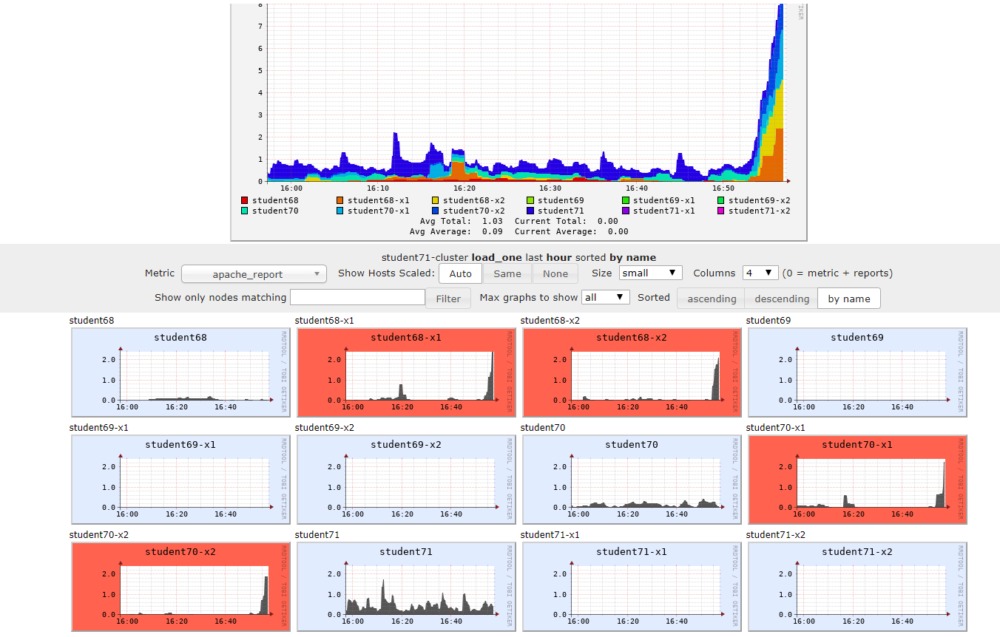 8
7
6
5
4
3
2
1
0
16:00 16:10 16:20 16:30 16:40 16:50
student68 student68-x1 student68-x2 student69 student69-x1 student69-x2
student70 student70-x1 student70-x2 student71 student71-x1 student71-x2
Avg Total: 1.03 Current Total: 0.00
Avg Average: 0.09 Current Average: 0.00
student71-cluster load_one last hour sorted by name
Metric apache_report Show Hosts Scaled: Auto Same None Size small Columns 4 (0 = metric + reports)
Show only nodes matching Filter Max graphs to show all Sorted ascending descending by name
student68 student68-x1 student68-x2 student69
student68 student68-x1 student68-x2 student69
RRDTOOL / TOBI OETIKER RRDTOOL / TOBI OETIKER RRDTOOL / TOBI OETIKER RRDTOOL / TOBI OETIKER
2.0 2.0 2.0 2.0
1.0 1.0 1.0 1.0
0.0 0.0 0.0 0.0
16:00 16:20 16:40 16:00 16:20 16:40 16:00 16:20 16:40 16:00 16:20 16:40
student69-x1 student69-x2 student70 student70-x1
student69-x1 student69-x2 student70 student70-x1
RRDTOOL / TOBI OETIKER RRDTOOL / TOBI OETIKER RRDTOOL / TOBI OETIKER RRDTOOL / TOBI OETIKER
2.0 2.0 2.0 2.0
1.0 1.0 1.0 1.0
0.0 0.0 0.0 0.0
16:00 16:20 16:40 16:00 16:20 16:40 16:00 16:20 16:40 16:00 16:20 16:40
student70-x2 student71 student71-x1 student71-x2
student70-x2 student71 student71-x1 student71-x2
RRDTOOL / TOBI OETIKER RRDTOOL / TOBI OETIKER RRDTOOL / TOBI OETIKER RRDTOOL / TOBI OETIKER
2.0 2.0 2.0 2.0
1.0 1.0 1.0 1.0
0.0 0.0 0.0 0.0
16:00 16:20 16:40 16:00 16:20 16:40 16:00 16:20 16:40 16:00 16:20 16:40